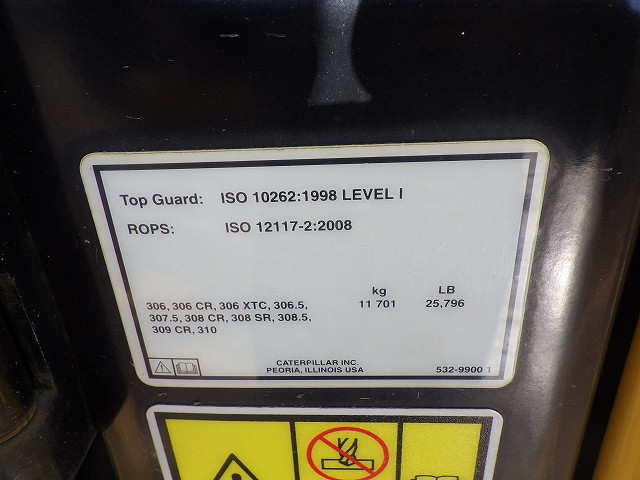 Top Guard: ISO 10262:1998 LEVEL I
ROPS: ISO 12117-2:2008
kg LB
306, 306 CR, 306 XTC, 306.5, 11 701 25,796
307.5, 308 CR, 308 SR, 308.5,
309 CR, 310
CATERPILLAR INC.
PEORIA, ILLINOIS USA 532-9900 1